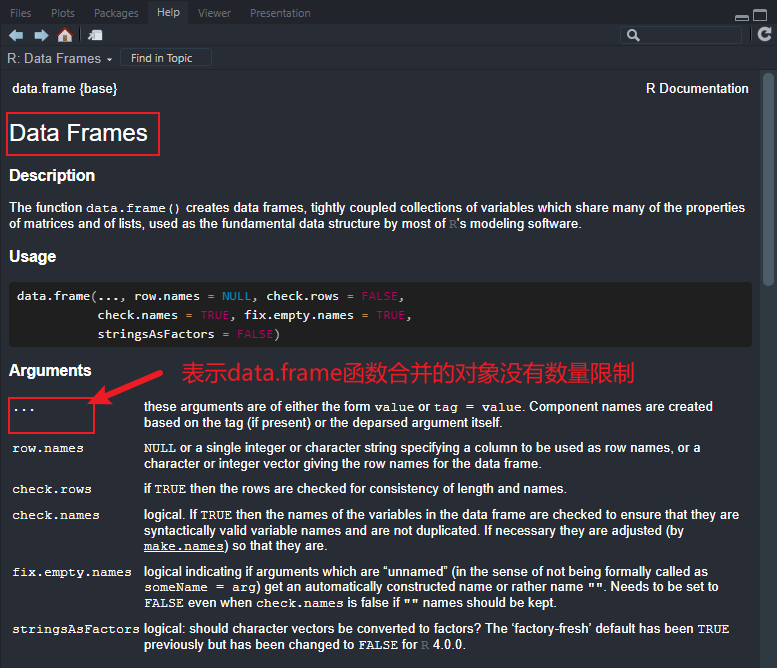 Files Plots Packages Help Viewer Presentation
R: Data Frames Find in Topic
data.frame {base} R Documentation
Data Frames
Description
The function data.frame() creates data frames, tightly coupled collections of variables which share many of the properties
of matrices and of lists, used as the fundamental data structure by most of R's modeling software.
Usage
data.frame(..., row.names = NULL, check.rows = FALSE,
check.names = TRUE, fix.empty.names = TRUE,
stringsAsFactors = FALSE)
Arguments
表示data.frame函数合并的对象没有数量限制
... these arguments are of either the form value or tag = value. Component names are created
based on the tag (if present) or the deparsed argument itself.
row.names NULL or a single integer or character string specifying a column to be used as row names, or a
character or integer vector giving the row names for the data frame.
check.rows if TRUE then the rows are checked for consistency of length and names.
check.names logical. If TRUE then the names of the variables in the data frame are checked to ensure that they are
syntactically valid variable names and are not duplicated. If necessary they are adjusted (by
make.names) so that they are.
fix.empty.names logical indicating if arguments which are “unnamed” (in the sense of not being formally called as
someName = arg) get an automatically constructed name or rather name "". Needs to be set to
FALSE even when check.names is false if "" names should be kept.
stringsAsFactors logical: should character vectors be converted to factors? The ‘factory-fresh’ default has been TRUE
previously but has been changed to FALSE for R 4.0.0.